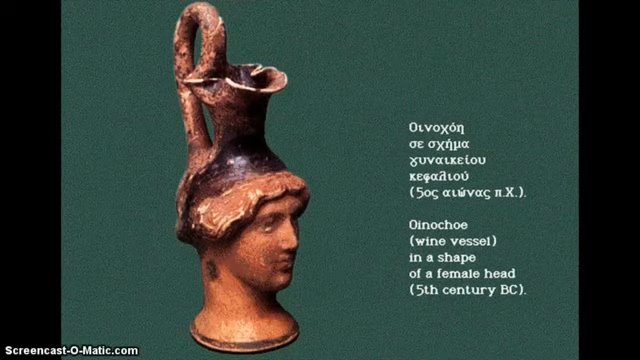 Οινοχόη
σε σχήμα
γυναικείου
κεφαλιού
(5ος αιώνας π.Χ.).
Oinochoe
(wine vessel)
in a shape
of a female head
(5th century BC).
Screencast-O-Matic.com